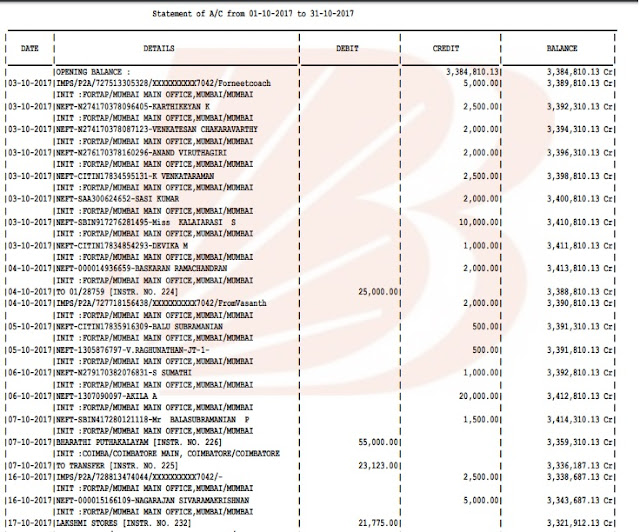 Statement of A/C from 01-10-2017 to 31-10-2017
DATE DETAILS DEBIT CREDIT BALANCE
OPENING BALANCE : 3,384,810.13 3,384,810.13 Cr
03-10-2017 IMPS/P2A/727513305328/XXXXXXXXXX7042/Formeetcoach 5,000.00 3,389,810.13 Cr
INIT :FORTAP/MUMBAI MAIN OFFICE,MUMBAI/MUMBAI
03-10-2017 NEFT-N274170378096405-KARTHIKEYAN K 2,500.00 3,392,310.13 Cr
INIT :FORTAP/MUMBAI MAIN OFFICE,MUMBAI/MUMBAI
03-10-2017 NEFT-N274170378087123-VENKATESAN CHAKARAVARTHY 2,000.00 3,394,310.13 Cr
INIT :FORTAP/MUMBAI MAIN OFFICE,MUMBAI/MUMBAI
03-10-2017 NEFT-N276170378160296-ANAND VIRUTHAGIRI 2,000.00 3,396,310.13 Cr
INIT :FORTAP/MUMBAI MAIN OFFICE,MUMBAI/MUMBAI
03-10-2017 NEFT-CITIN17834595131-K VENKATARAMAN 2,500.00 3,398,810.13 Cr
INIT :FORTAP/MUMBAI MAIN OFFICE,MUMBAI/MUMBAI
03-10-2017 NEFT-SAA300624652-SASI KUMAR 2,000.00 3,400,810.13 Cr
INIT :FORTAP/MUMBAI MAIN OFFICE,MUMBAI/MUMBAI
03-10-2017 NEFT-SBIN917276281495-Miss KALAIARASI S 10,000.00 3,410,810.13 Cr
INIT :FORTAP/MUMBAI MAIN OFFICE,MUMBAI/MUMBAI
03-10-2017 NEFT-CITIN17834854293-DEVIKA M 1,000.00 3,411,810.13 Cr
INIT :FORTAP/MUMBAI MAIN OFFICE,MUMBAI/MUMBAI
04-10-2017 NEFT-000014936659-BASKARAN RAMACHANDRAN 2,000.00 3,413,810.13 Cr
INIT :FORTAP/MUMBAI MAIN OFFICE,MUMBAI/MUMBAI
04-10-2017 TO 01/28759 [INSTR. NO. 224] 25,000.00 3,388,810.13 Cr
04-10-2017 IMPS/P2A/727718156438/XXXXXXXXXX7042/FromVasanth 2,000.00 3,390,810.13 Cr
INIT :FORTAP/MUMBAI MAIN OFFICE,MUMBAI/MUMBAI
05-10-2017 NEFT-CITIN17835916309-BALU SUBRAMANIAN 500.00 3,391,310.13 Cr
INIT :FORTAP/MUMBAI MAIN OFFICE,MUMBAI/MUMBAI
05-10-2017 NEFT-1305876797-V.RAGHUNATHAN-JT-1- 500.00 3,391,810.13 Cr
INIT :FORTAP/MUMBAI MAIN OFFICE,MUMBAI/MUMBAI
06-10-2017 NEFT-N279170382076831-S SUMATHI 1,000.00 3,392,810.13 Cr
INIT :FORTAP/MUMBAI MAIN OFFICE,MUMBAI/MUMBAI
06-10-2017 NEFT-1307090097-AKILA A 20,000.00 3,412,810.13 Cr
INIT :FORTAP/MUMBAI MAIN OFFICE,MUMBAI/MUMBAI
07-10-2017 NEFT-SBIN417280121118-Mr BALASUBRAMANIAN P 1,500.00 3,414,310.13 Cr
INIT :FORTAP/MUMBAI MAIN OFFICE,MUMBAI/MUMBAI
07-10-2017 BHARATHI PUTHAKALAYAM [INSTR. NO. 226] 55,000.00 3,359,310.13 Cr
INIT :COIMBA/COIMBATORE MAIN, COIMBATORE/COIMBATORE
07-10-2017 TO TRANSFER [INSTR. NO. 225] 23,123.00 3,336,187.13 Cr
16-10-2017 IMPS/P2A/728813474044/XXXXXXXXXX7042/- 2,500.00 3,338,687.13 Cr
INIT :FORTAP/MUMBAI MAIN OFFICE,MUMBAI/MUMBAI
16-10-2017 NEFT-000015166109-NAGARAJAN SIVARAMAKRISHNAN 5,000.00 3,343,687.13 Cr
INIT :FORTAP/MUMBAI MAIN OFFICE,MUMBAI/MUMBAI
17-10-2017 LAKSHMI STORES [INSTR. NO. 232] 21,775.00 3,321,912.13 Cr